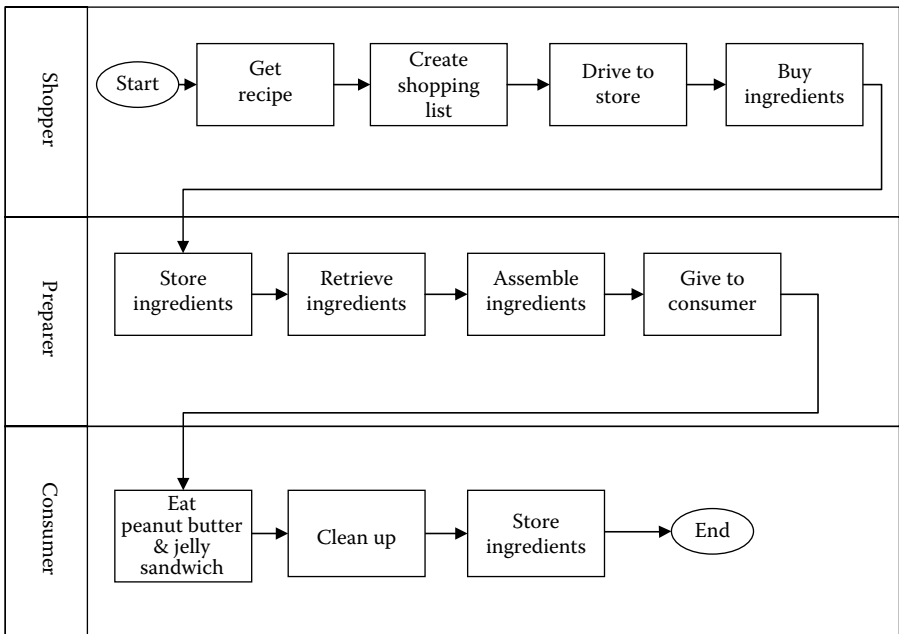 Shopper
Start
Get
recipe
Create
shopping
list
Drive to
store
Buy
ingredients
Preparer
Store
ingredients
Retrieve
ingredients
Assemble
ingredients
Give to
consumer
Consumer
Eat
peanut butter
& jelly
sandwich
Clean up
Store
ingredients
End